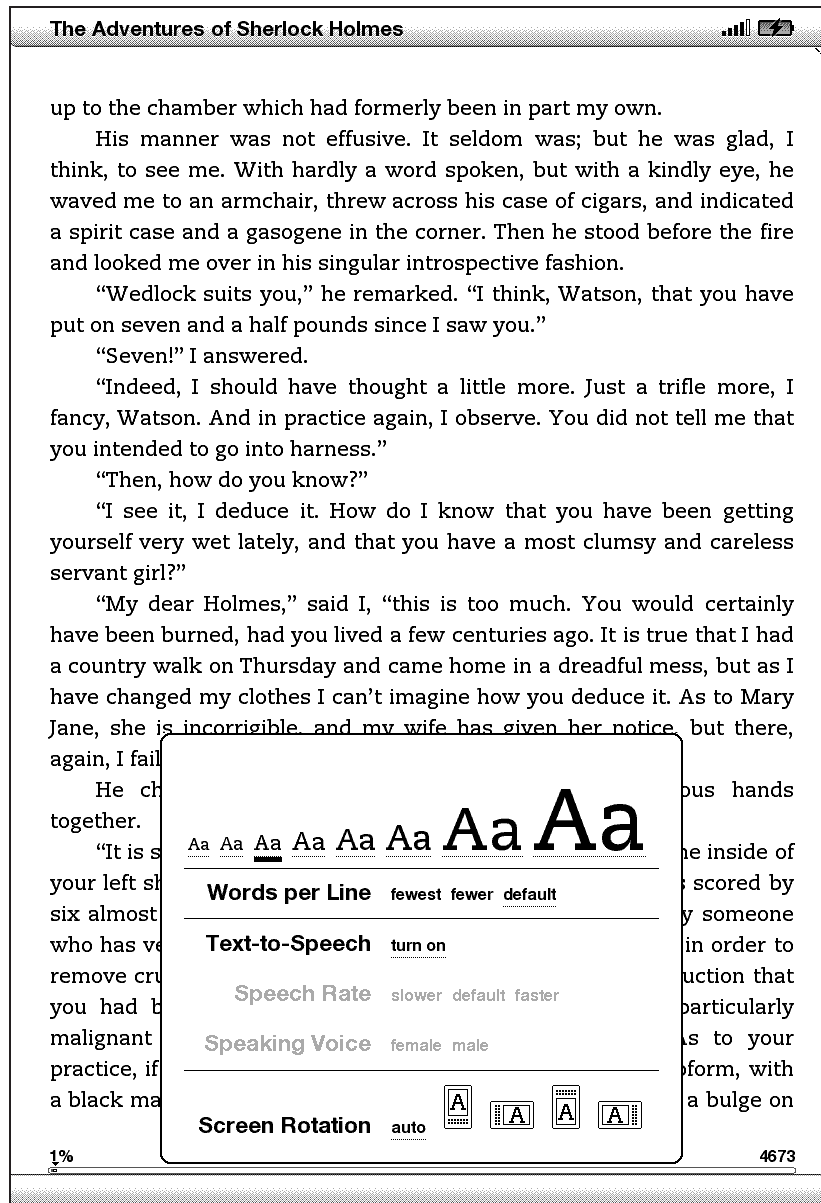 The Adventures of Sherlock Holmes
up to the chamber which had formerly been in part my own.
His manner was not effusive. It seldom was; but he was glad, I
think, to see me. With hardly a word spoken, but with a kindly eye, he
waved me to an armchair, threw across his case of cigars, and indicated
a spirit case and a gasogene in the corner. Then he stood before the fire
and looked me over in his singular introspective fashion.
“Wedlock suits you,” he remarked. “I think, Watson, that you have
put on seven and a half pounds since I saw you.”
“Seven!” I answered.
“Indeed, I should have thought a little more. Just a trifle more, I
fancy, Watson. And in practice again, I observe. You did not tell me that
you intended to go into harness.”
“Then, how do you know?”
“I see it, I deduce it. How do I know that you have been getting
yourself very wet lately, and that you have a most clumsy and careless
servant girl?”
“My dear Holmes,” said I, “this is too much. You would certainly
have been burned, had you lived a few centuries ago. It is true that I had
a country walk on Thursday and came home in a dreadful mess, but as I
have changed my clothes I can’t imagine how you deduce it. As to Mary
Jane, she is incorrigible, and my wife has given her notice, but there,
again, I fail
He ch ous hands
together.
“It is s inside of
your left sh scored by
six almost y someone
who has ve in order to
remove cru uction that
you had b particularly
malignant As to your
practice, if oform, with
a black ma a bulge on
Aa Aa Aa Aa Aa Aa Aa Aa
Words per Line fewest fewer default
Text-to-Speech turn on
Speech Rate slower default faster
Speaking Voice female male
Screen Rotation auto A A A A
1% 4673